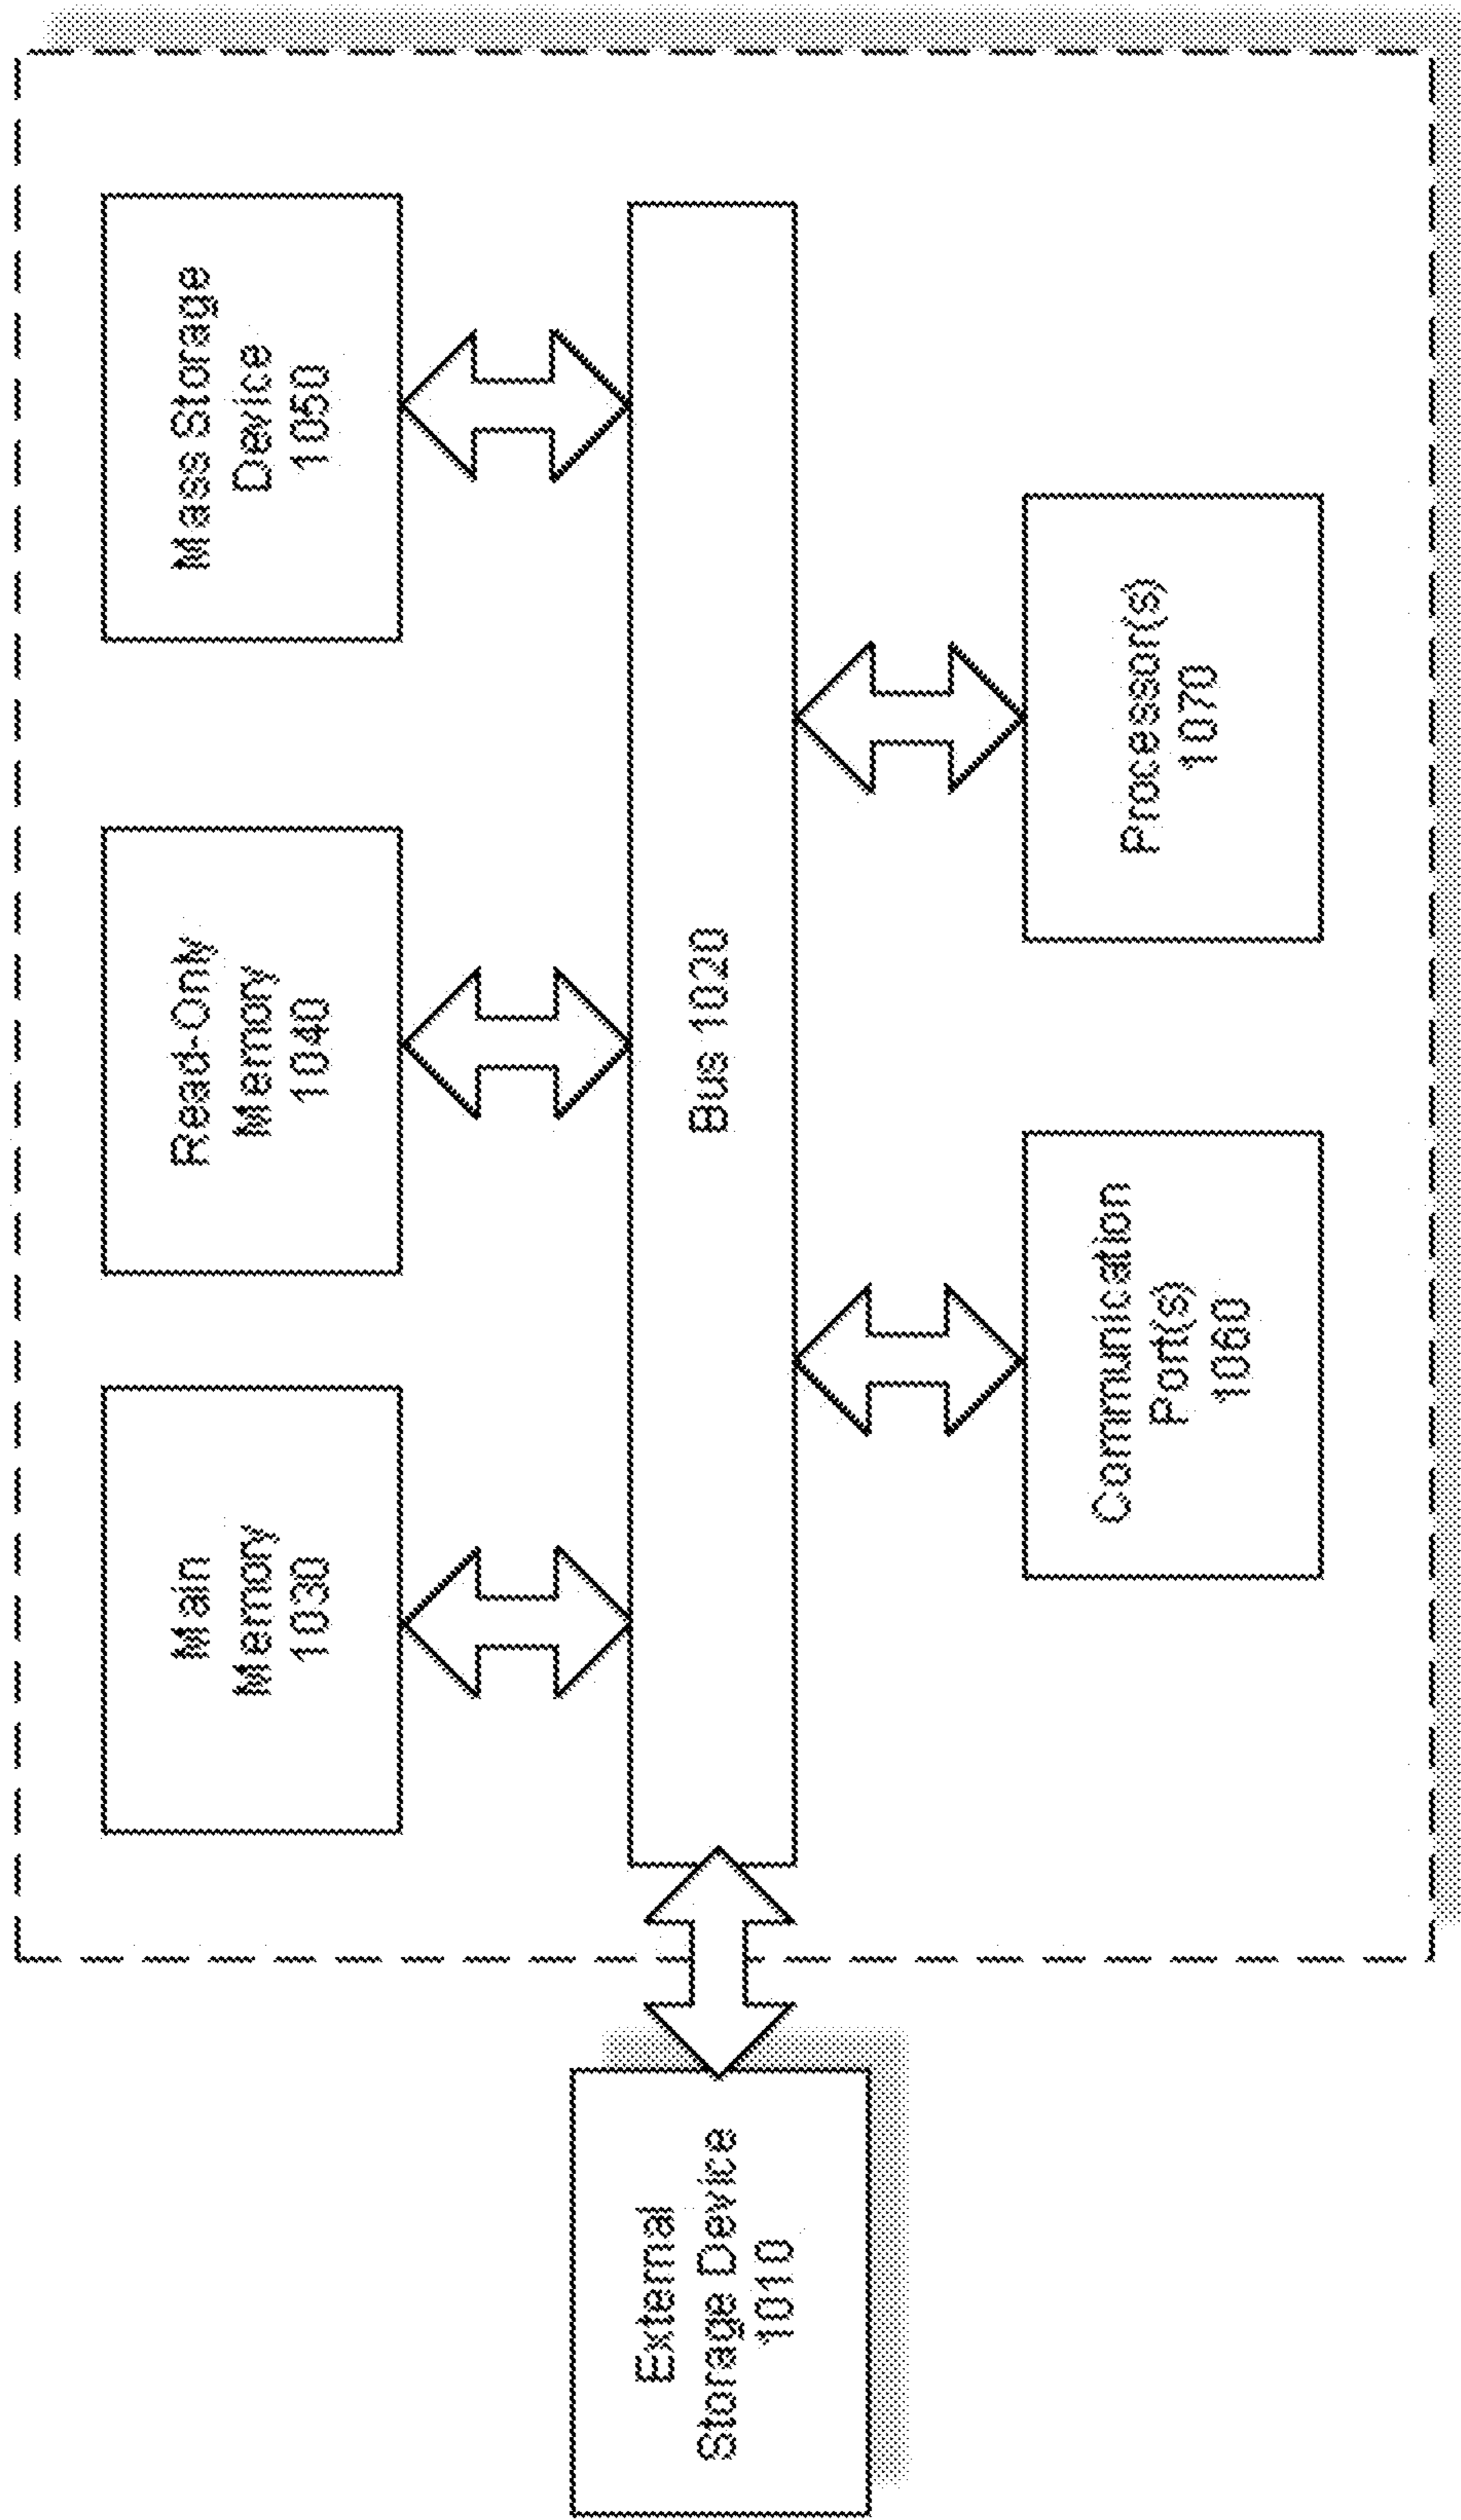 Main
Memory
1030
Read-Only
Memory
1040
Mass Storage
Device
1050
External
Storage Device
1010
Bus 1020
Communication
Port(s)
1060
Processor(s)
1070